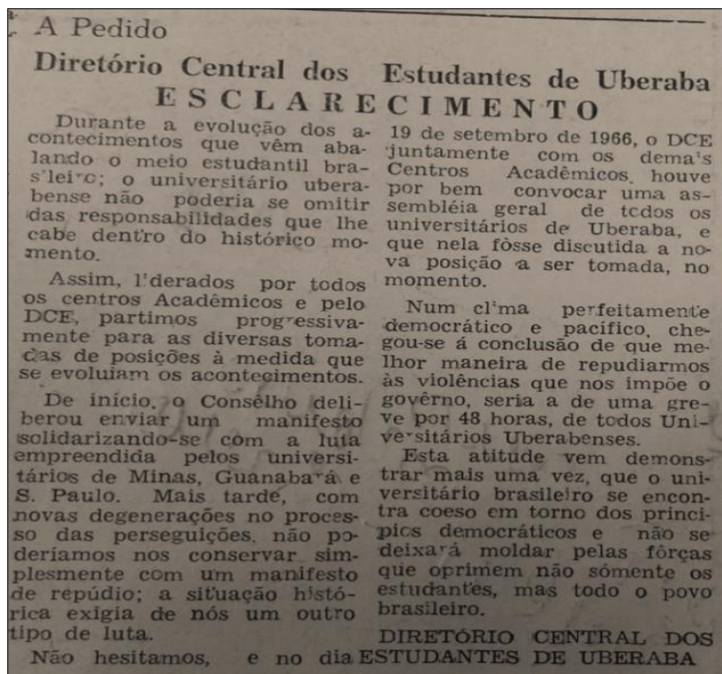 A Pedido
Diretório Central dos Estudantes de Uberaba
ESCLARECIMENTO
Durante a evolução dos a-
contecimentos que vêm aba-
lando o meio estudantil bra-
s'leiro; o universitário ubera-
bense não poderia se omitir
das responsabilidades que lhe
cabe dentro do histórico mo-
mento.
Assim, l'derados por todos
os centros Acadêmicos e pelo
DCE, partimos progressiva-
mente para as diversas toma-
das de posições à medida que
se evoluiam os acontecimentos.
De início, o Consêlho deli-
berou enviar um manifesto
solidarizando-se com a luta
empreendida pelos universi-
tários de Minas, Guanabará e
S. Paulo. Mais tarde, com
novas degenerações no proces-
so das perseguições, não po-
deríamos nos conservar sim-
plesmente com um manifesto
de repúdio; a situação histó-
rica exigia de nós um outro
tipo de luta.
Não hesitamos, e no dia
19 de setembro de 1966, o DCE
juntamente com os dema's
Centros Acadêmicos, houve
por bem convocar uma as-
sembléia geral de todos os
universitários de Uberaba, e
que nela fôsse discutida a no-
va posição a ser tomada, no
momento.
Num cl'ma perfeitamente
democrático e pacífico, che-
gou-se á conclusão de que me-
lhor maneira de repudiarmos
às violências que nos impõe o
govêrno, seria a de uma gre-
ve por 48 horas, de todos Uni-
versitários Uberabenses.
Esta atitude vem demons-
trar mais uma vez, que o uni-
versitário brasileiro se encon-
tra coeso em torno dos princi-
pios democráticos e não se
deixará moldar pelas fôrças
que oprimem não sómente os
estudantes, mas todo o povo
brasileiro.
DIRETÓRIO CENTRAL DOS
ESTUDANTES DE UBERABA